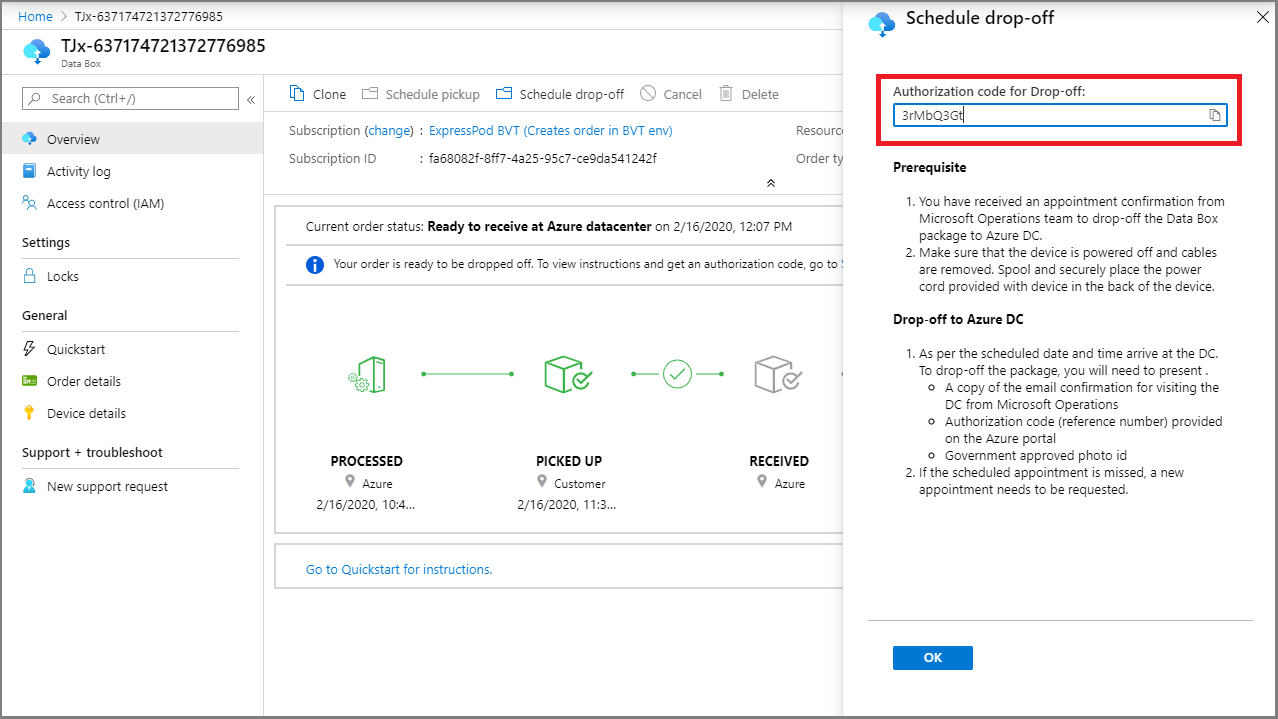 Home > TJx-637174721372776985
TJx-637174721372776985
Data Box
Search (Ctrl+/)
«
Overview
Activity log
Access control (IAM)
Settings
Locks
General
Quickstart
Order details
Device details
Support + troubleshoot
New support request
Clone Schedule pickup Schedule drop-off Cancel Delete
Subscription (change) : ExpressPod BVT (Creates order in BVT env) Resourc
Subscription ID : fa68082f-8ff7-4a25-95c7-ce9da541242f Order ty
Current order status: Ready to receive at Azure datacenter on 2/16/2020, 12:07 PM
Your order is ready to be dropped off. To view instructions and get an authorization code, go to S
PROCESSED
Azure
2/16/2020, 10:4...
PICKED UP
Customer
2/16/2020, 11:3...
RECEIVED
Azure
Go to Quickstart for instructions.
Schedule drop-off
Authorization code for Drop-off:
3rMbQ3Gt
Prerequisite
1. You have received an appointment confirmation from
Microsoft Operations team to drop-off the Data Box
package to Azure DC.
2. Make sure that the device is powered off and cables
are removed. Spool and securely place the power
cord provided with device in the back of the device.
Drop-off to Azure DC
1. As per the scheduled date and time arrive at the DC.
To drop-off the package, you will need to present .
A copy of the email confirmation for visiting the
DC from Microsoft Operations
Authorization code (reference number) provided
on the Azure portal
Government approved photo id
2. If the scheduled appointment is missed, a new
appointment needs to be requested.
OK